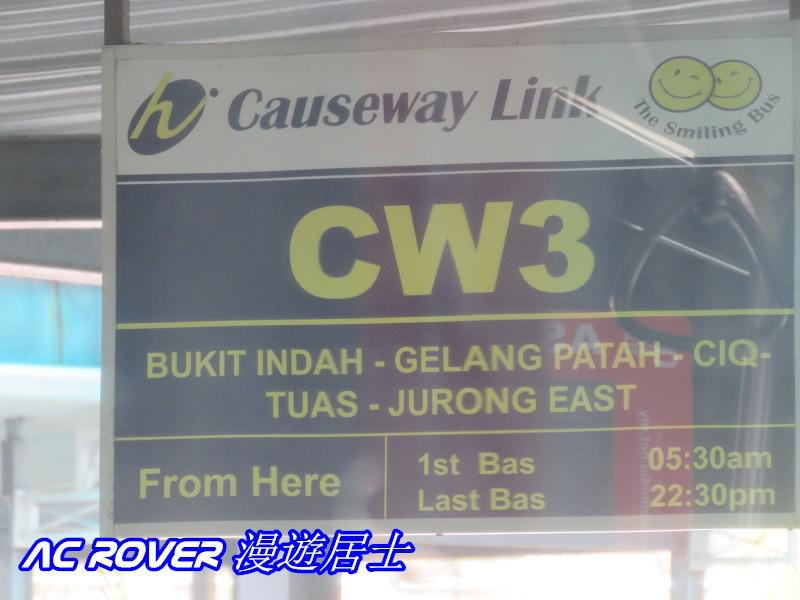 h Causeway Link
The Smiling Bus
CW3
BUKIT INDAH - GELANG PATAH - CIQ-
TUAS - JURONG EAST
From Here
1st Bas 05:30am
Last Bas 22:30pm
AC ROVER 漫遊居士